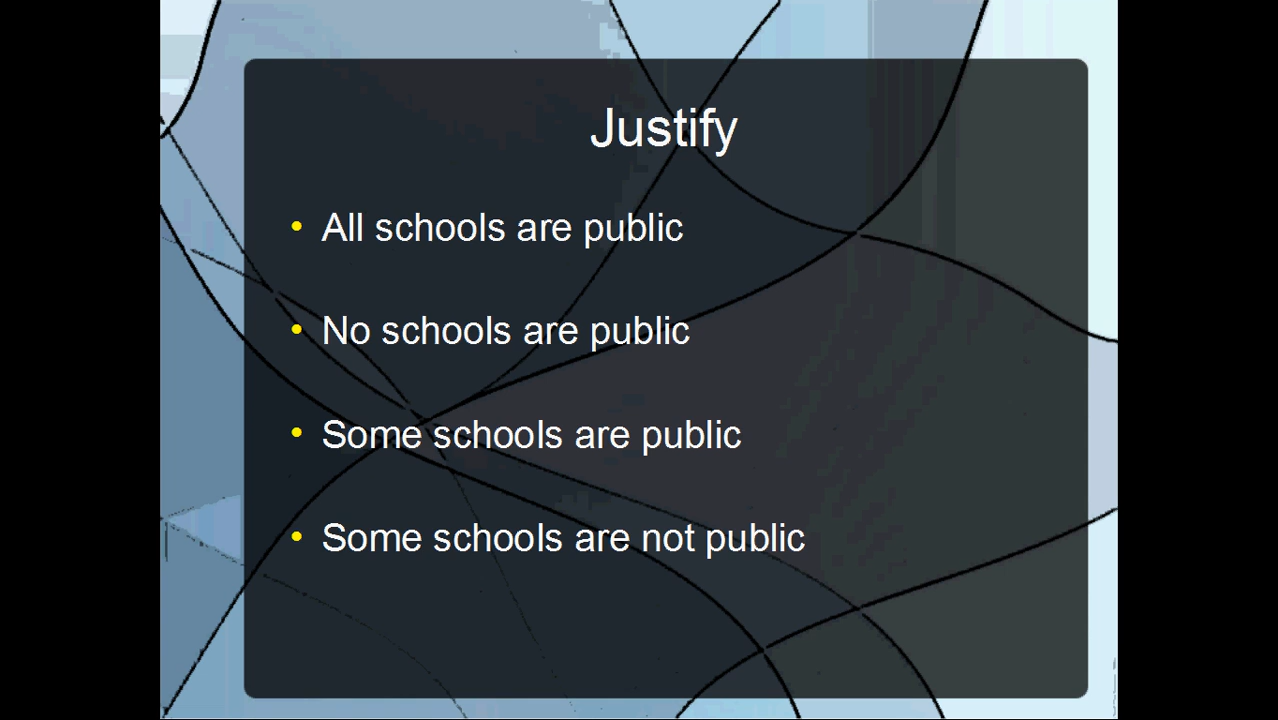 Justify
• All schools are public
• No schools are public
• Some schools are public
• Some schools are not public